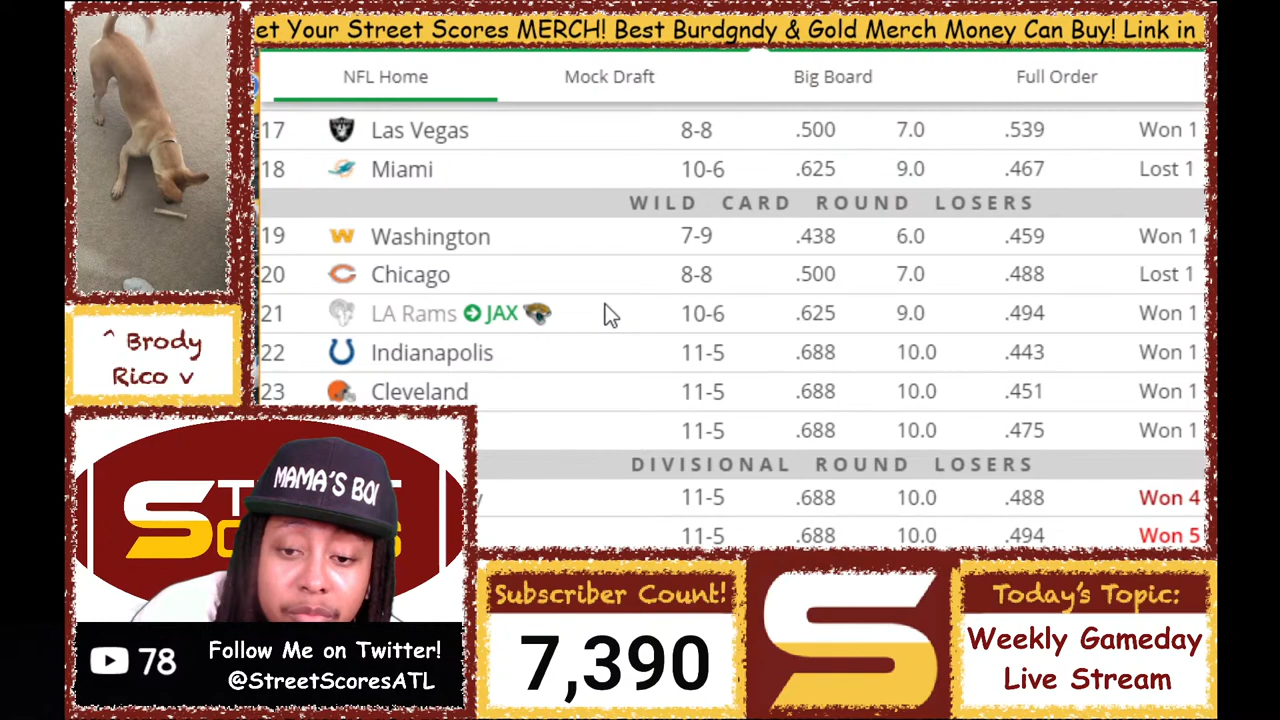 et Your Street Scores MERCH! Best Burdgndy & Gold Merch Money Can Buy! Link in
NFL Home Mock Draft Big Board Full Order
17 Las Vegas 8-8 .500 7.0 .539 Won 1
18 Miami 10-6 .625 9.0 .467 Lost 1
WILD CARD ROUND LOSERS
19 Washington 7-9 .438 6.0 .459 Won 1
20 Chicago 8-8 .500 7.0 .488 Lost 1
21 LA Rams JAX 10-6 .625 9.0 .494 Won 1
22 Indianapolis 11-5 .688 10.0 .443 Won 1
23 Cleveland 11-5 .688 10.0 .451 Won 1
11-5 .688 10.0 .475 Won 1
DIVISIONAL ROUND LOSERS
11-5 .688 10.0 .488 Won 4
11-5 .688 10.0 .494 Won 5
^ Brody
Rico v
MAMA'S BOI
78
Follow Me on Twitter!
@StreetScoresATL
Subscriber Count!
7,390
Today's Topic:
Weekly Gameday
Live Stream